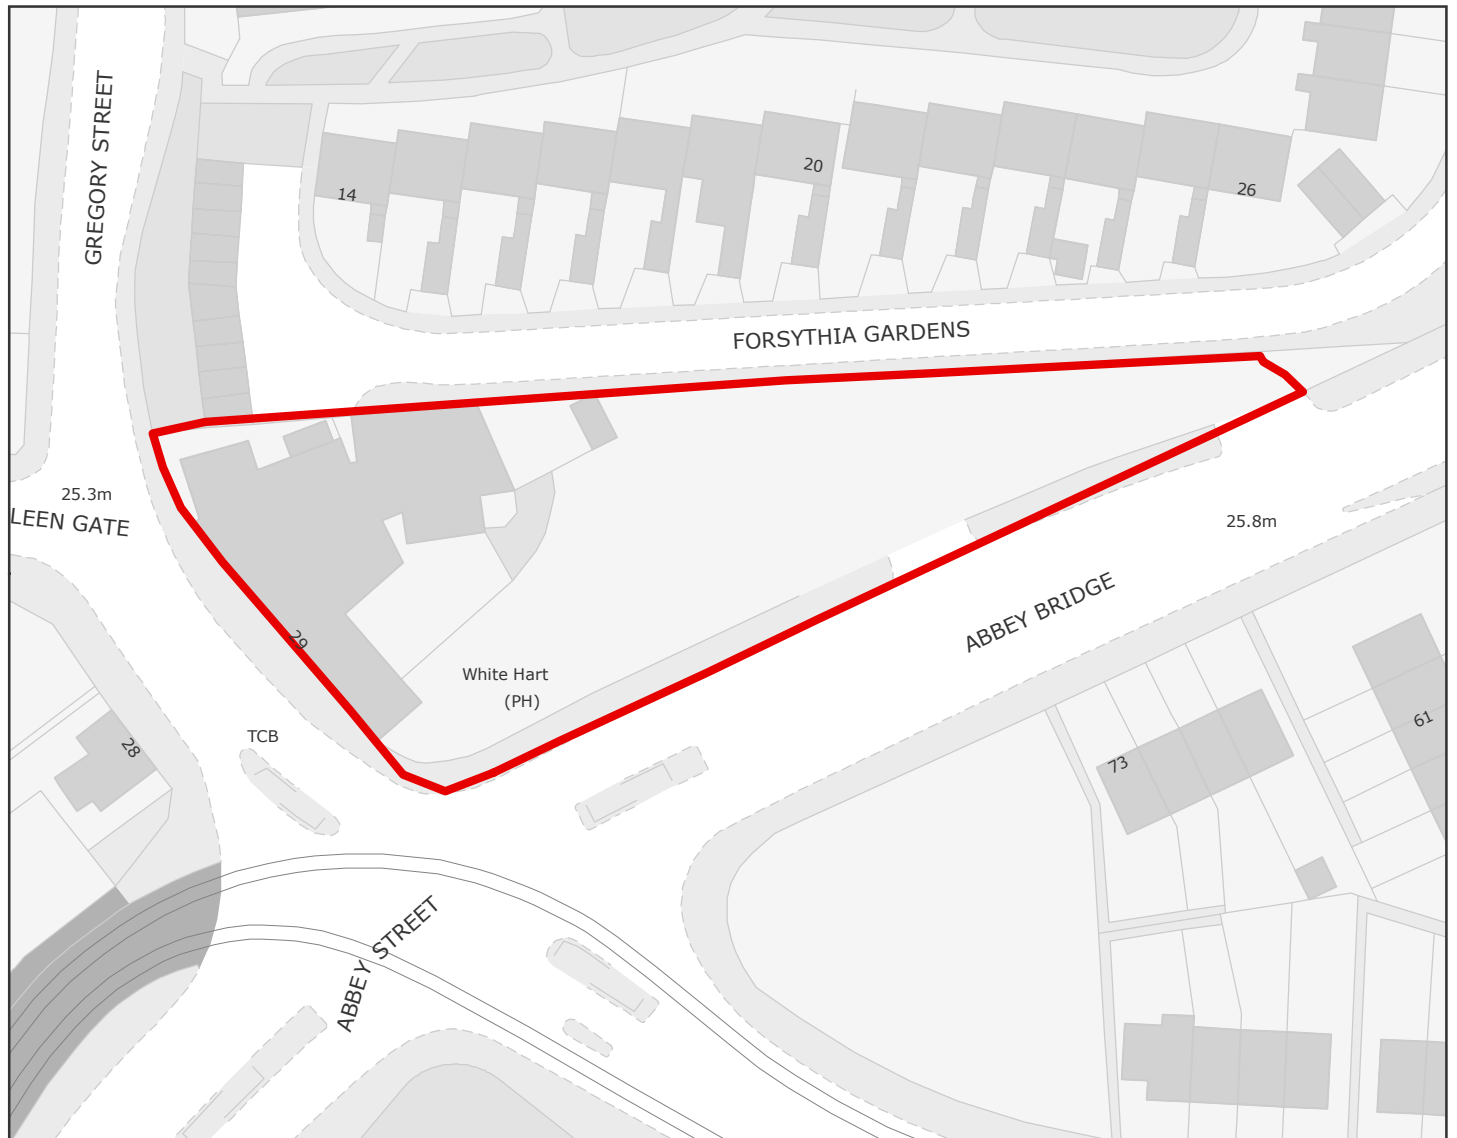 GREGORY STREET
14
20
26
FORSYTHIA GARDENS
25.3m
LEEN GATE
25.8m
ABBEY BRIDGE
29
White Hart
(PH)
TCB
28
73
61
ABBEY STREET